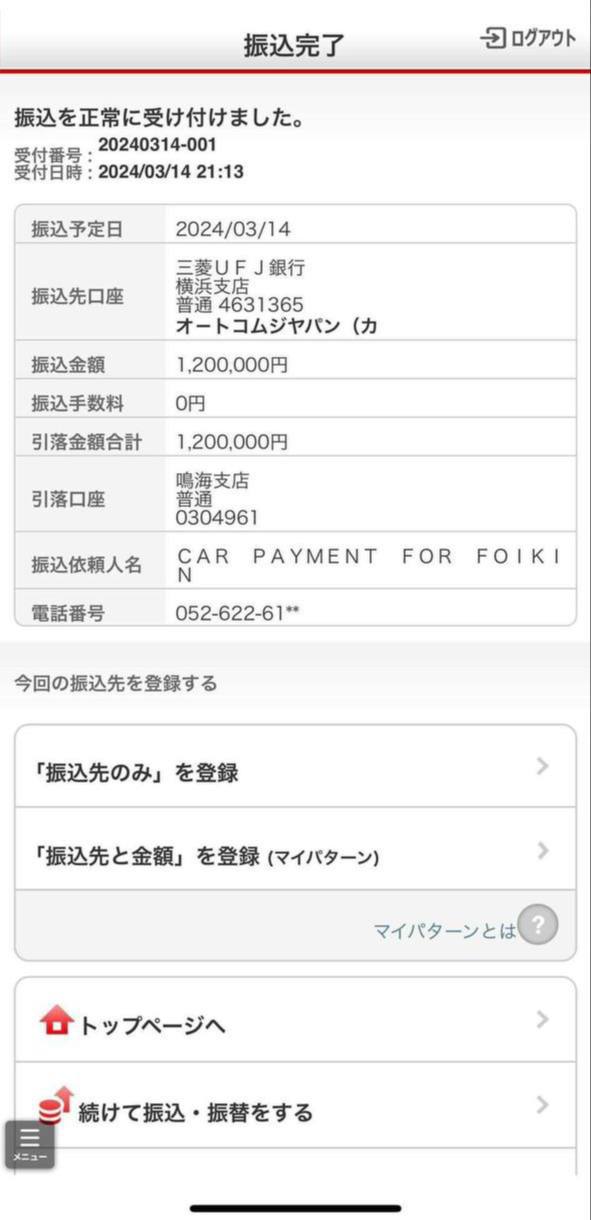 振込完了
ログアウト
振込を正常に受け付けました。
受付番号 : 20240314-001
受付日時 : 2024/03/14 21:13
振込予定日 2024/03/14
振込先口座 三菱ＵＦＪ銀行
横浜支店
普通 4631365
オートコムジヤパン（カ
振込金額 1,200,000円
振込手数料 0円
引落金額合計 1,200,000円
引落口座 鳴海支店
普通
0304961
振込依頼人名 ＣＡＲ　ＰＡＹＭＥＮＴ　ＦＯＲ　ＦＯＩＫＩ
Ｎ
電話番号 052-622-61**
今回の振込先を登録する
「振込先のみ」を登録
「振込先と金額」を登録 (マイパターン)
マイパターンとは ?
トップページへ
続けて振込・振替をする
メニュー